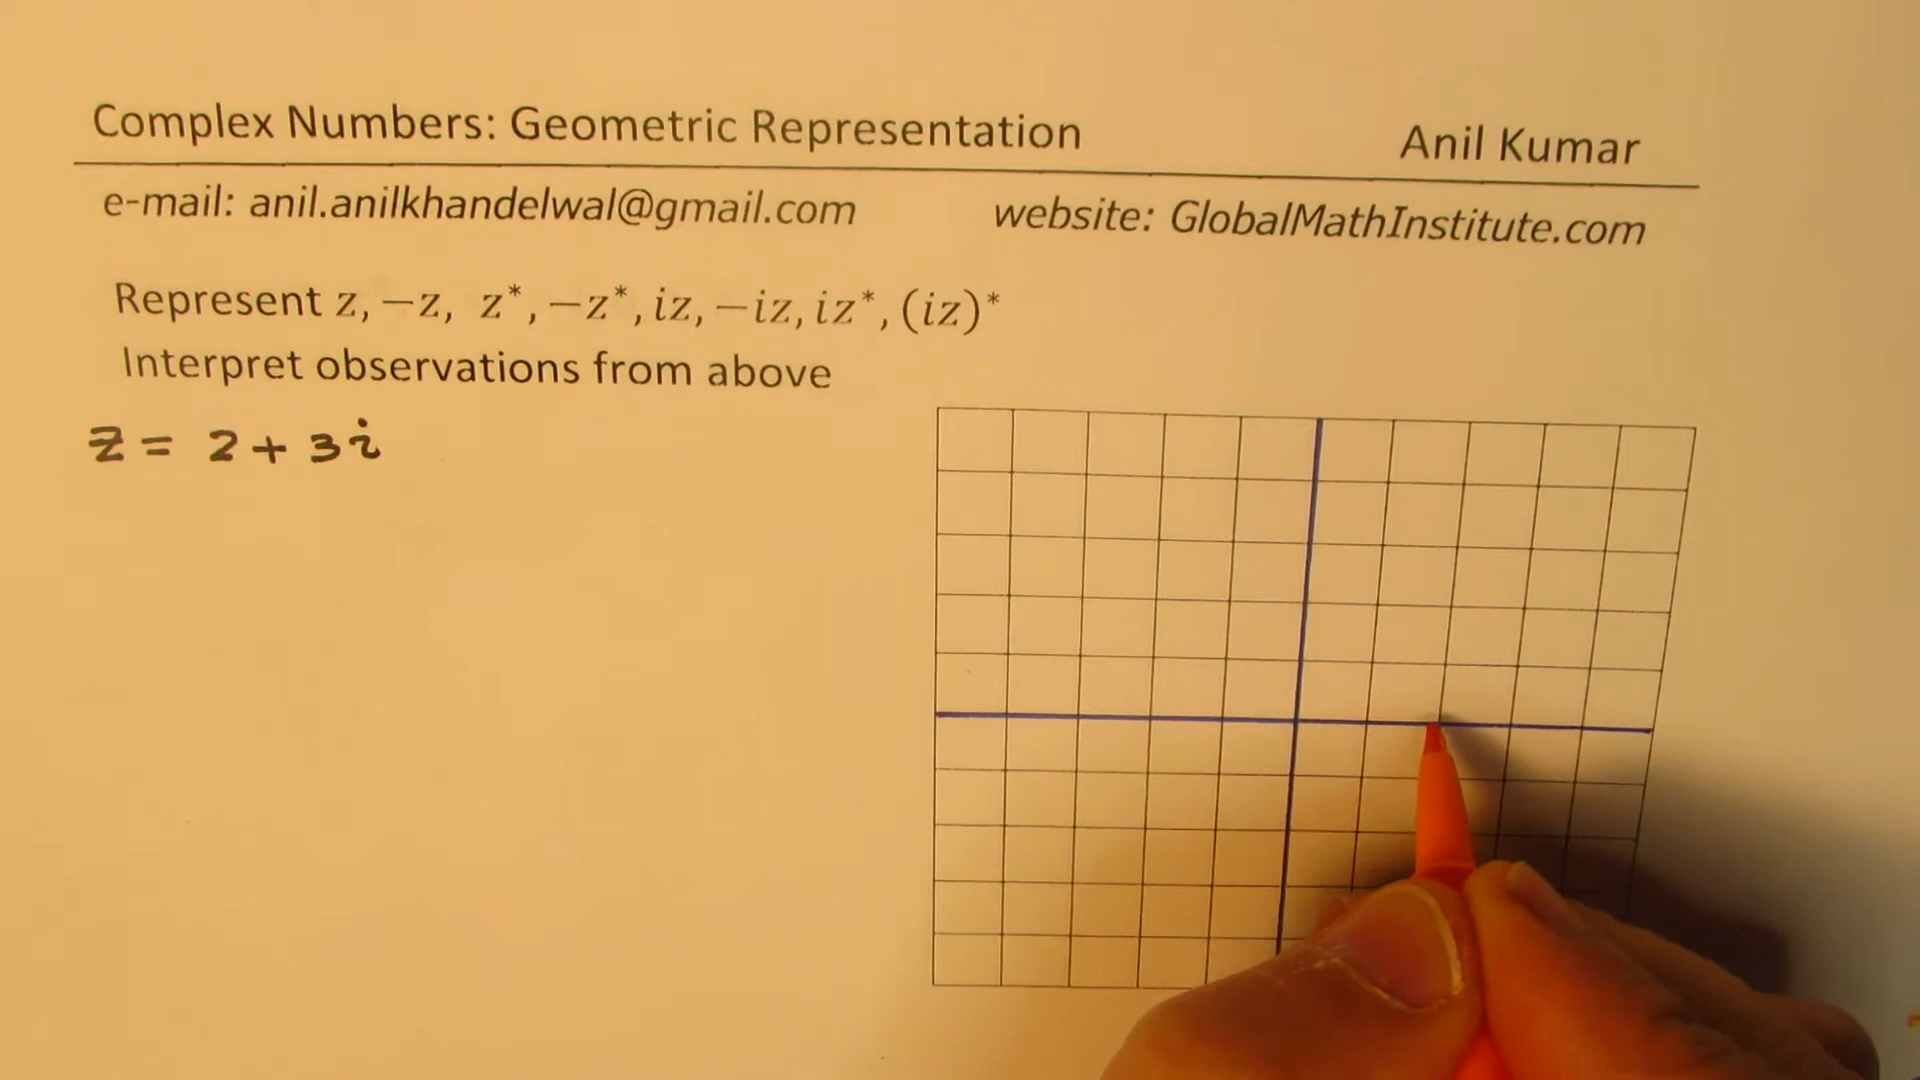 Complex Numbers: Geometric Representation Anil Kumar
e-mail: anil.anilkhandelwal@gmail.com website: GlobalMathInstitute.com
Represent z, −z, z*, −z*, iz, −iz, iz*, (iz)*
Interpret observations from above
z = 2 + 3i